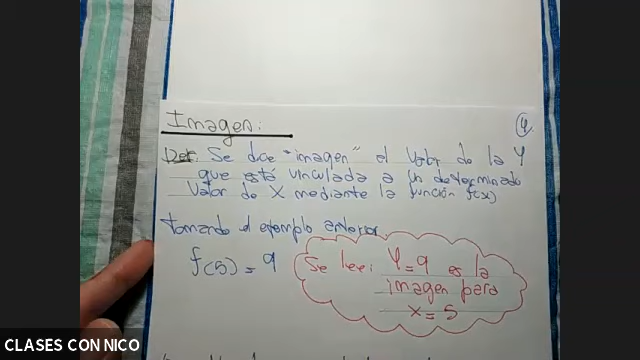 Imagen:
4
Def: Se dice "imagen" el valor de la Y
que está vinculada a un determinado
valor de X mediante la función f(x)
tomando el ejemplo anterior
f(5) = 9
Se lee: Y=9 es la
imagen para
x = 5
CLASES CON NICO